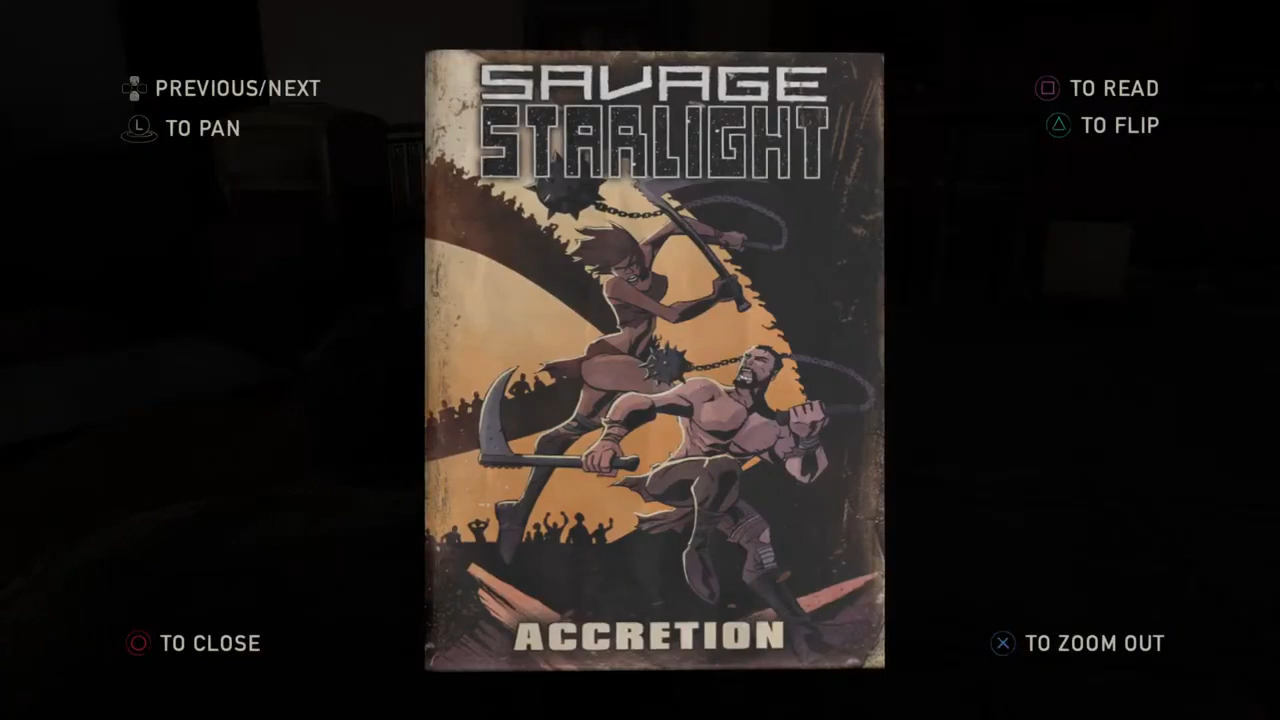 PREVIOUS/NEXT
L TO PAN
TO READ
TO FLIP
SAVAGE
STARLIGHT
ACCRETION
TO CLOSE
TO ZOOM OUT